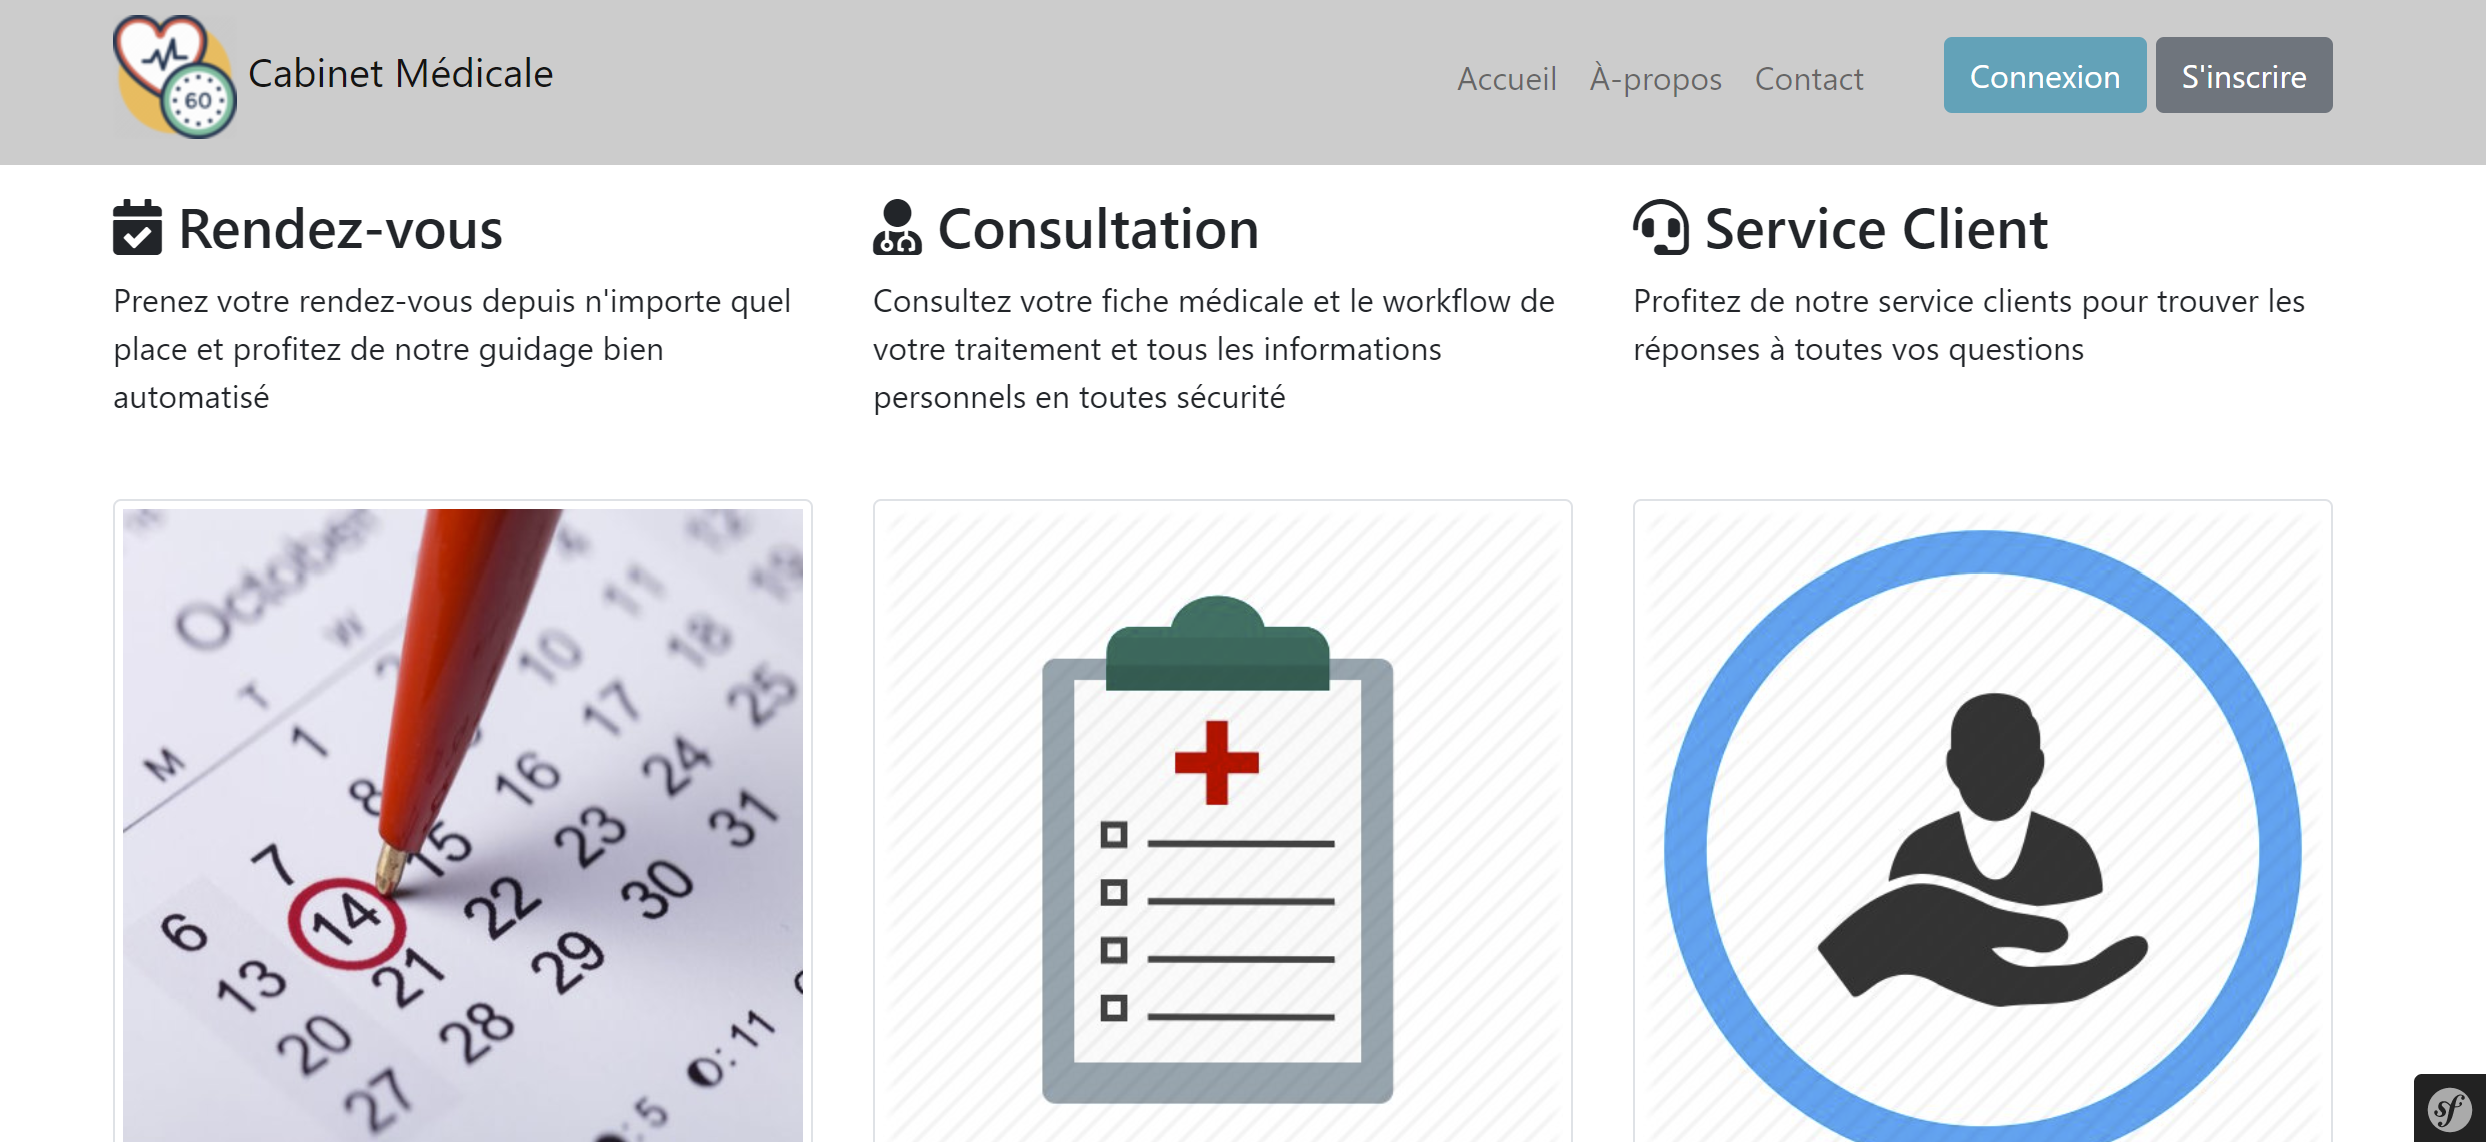 60
Cabinet Médicale
Accueil À-propos Contact Connexion S'inscrire
Rendez-vous
Prenez votre rendez-vous depuis n'importe quel
place et profitez de notre guidage bien
automatisé
Consultation
Consultez votre fiche médicale et le workflow de
votre traitement et tous les informations
personnels en toutes sécurité
Service Client
Profitez de notre service clients pour trouver les
réponses à toutes vos questions
October
M T W
1
7 8
6 14 15 16 10 11 12
13 21 22 23 17 18 19
20 28 29 30 24 25
27 31
: 5 : 11
sf